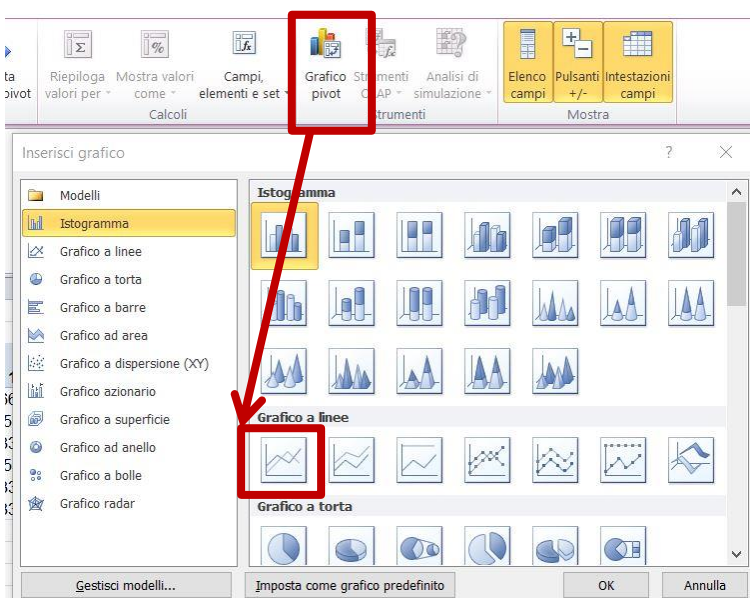 ta
pivot
Riepiloga
valori per
Mostra valori
come
Campi,
elementi e set
Calcoli
Grafico
pivot
Strumenti
OLAP
Analisi di
simulazione
Strumenti
Elenco
campi
Pulsanti
+/-
Intestazioni
campi
Mostra
Inserisci grafico
?
Modelli
Istogramma
Grafico a linee
Grafico a torta
Grafico a barre
Grafico ad area
Grafico a dispersione (XY)
Grafico azionario
Grafico a superficie
Grafico ad anello
Grafico a bolle
Grafico radar
Istogramma
Grafico a linee
Grafico a torta
Gestisci modelli...
Imposta come grafico predefinito
OK
Annulla